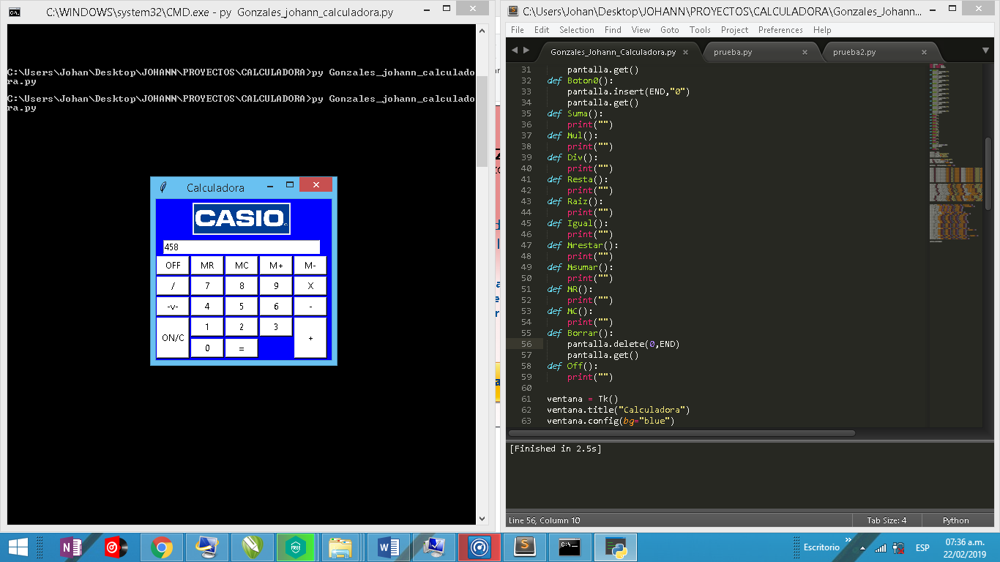 C:\WINDOWS\system32\CMD.exe - py Gonzales_johann_calculadora.py
C:\Users\Johan\Desktop\JOHANN\PROYECTOS\CALCULADORA>py Gonzales_johann_calculado
ra.py
C:\Users\Johan\Desktop\JOHANN\PROYECTOS\CALCULADORA>py Gonzales_johann_calculado
ra.py
Calculadora
CASIO
458
OFF MR MC M+ M-
/ 7 8 9 X
-v- 4 5 6 -
ON/C 1 2 3 +
0 =
C:\Users\Johan\Desktop\JOHANN\PROYECTOS\CALCULADORA\Gonzales_Johann...
File Edit Selection Find View Goto Tools Project Preferences Help
Gonzales_Johann_Calculadora.py prueba.py prueba2.py
31 pantalla.get()
32 def Boton0():
33 pantalla.insert(END,"0")
34 pantalla.get()
35 def Suma():
36 print("")
37 def Mul():
38 print("")
39 def Div():
40 print("")
41 def Resta():
42 print("")
43 def Raiz():
44 print("")
45 def Igual():
46 print("")
47 def Mrestar():
48 print("")
49 def Msumar():
50 print("")
51 def MR():
52 print("")
53 def MC():
54 print("")
55 def Borrar():
56 pantalla.delete(0,END)
57 pantalla.get()
58 def Off():
59 print("")
60
61 ventana = Tk()
62 ventana.title("Calculadora")
63 ventana.config(bg="blue")
[Finished in 2.5s]
Line 56, Column 10 Tab Size: 4 Python
FREE
Escritorio
ESP
07:36 a.m.
22/02/2019